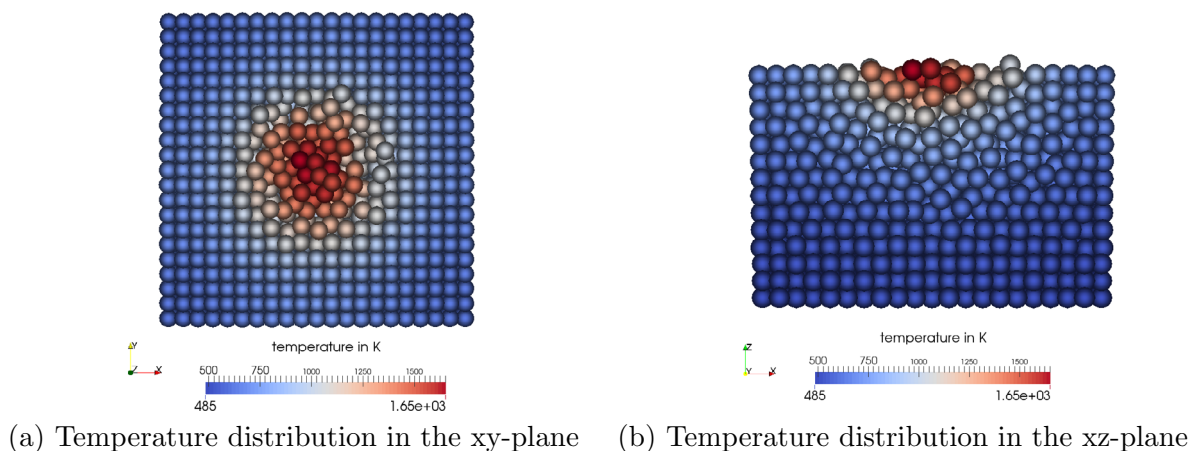 Y
Z X
temperature in K
500 750 1000 1250 1500
485 1.65e+03
(a) Temperature distribution in the xy-plane
Z
Y X
temperature in K
500 750 1000 1250 1500
485 1.65e+03
(b) Temperature distribution in the xz-plane